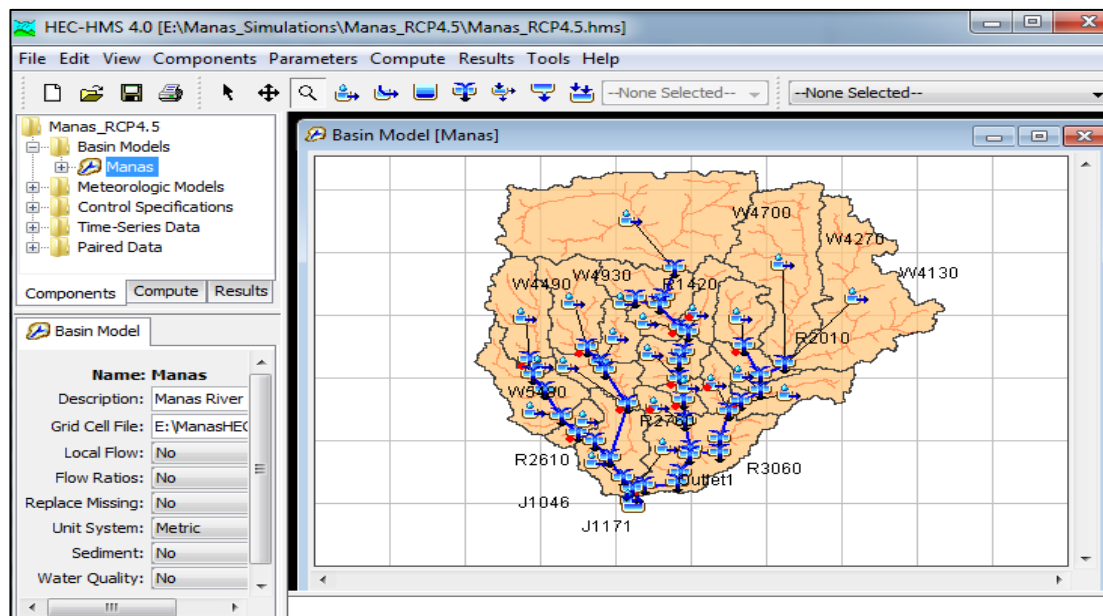 HEC-HMS 4.0 [E:\Manas_Simulations\Manas_RCP4.5\Manas_RCP4.5.hms]
File Edit View Components Parameters Compute Results Tools Help
--None Selected-- --None Selected--
Manas_RCP4.5
Basin Models
Manas
Meteorologic Models
Control Specifications
Time-Series Data
Paired Data
Components Compute Results
Basin Model
Name: Manas
Description: Manas River
Grid Cell File: E:\ManasHEC
Local Flow: No
Flow Ratios: No
Replace Missing: No
Unit System: Metric
Sediment: No
Water Quality: No
Basin Model [Manas]
W4700
W4270
W4130
W4930
W4490
R1420
R2010
R2610
R3060
Outlet1
J1046
J1171